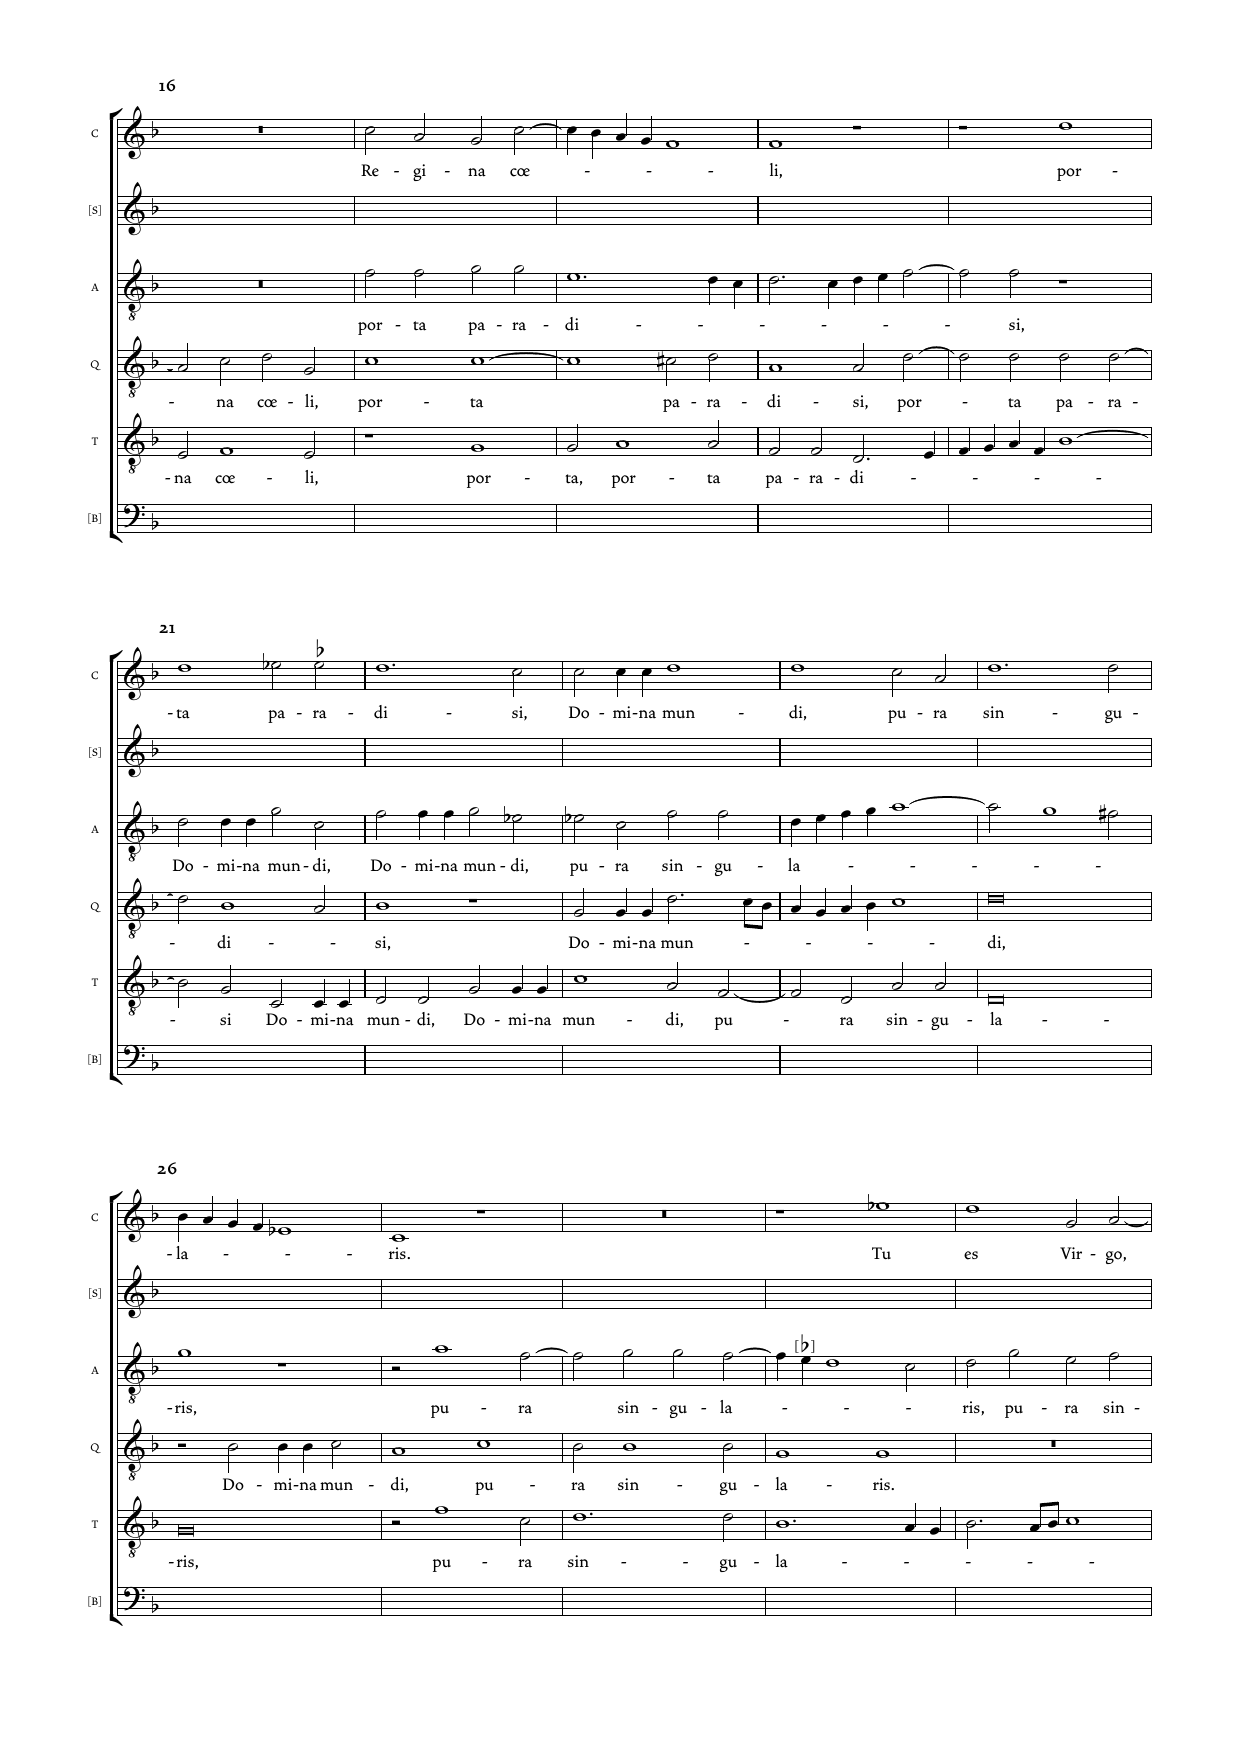 16
C
Re - gi - na cœ - - - li, por -
[S]
A
por - ta pa - ra - di - - - - - - si,
Q
- na cœ - li, por - ta pa - ra - di - si, por - ta pa - ra -
T
- na cœ - li, por - ta, por - ta pa - ra - di - - - -
[B]
21
C
- ta pa - ra - di - si, Do - mi - na mun - di, pu - ra sin - gu -
[S]
A
Do - mi - na mun - di, Do - mi - na mun - di, pu - ra sin - gu - la - - - - -
Q
- di - - si, Do - mi - na mun - - - - di,
T
- si Do - mi - na mun - di, Do - mi - na mun - di, pu - ra sin - gu - la - -
[B]
26
C
- la - - - ris. Tu es Vir - go,
[S]
A
- ris, pu - ra sin - gu - la - - - ris, pu - ra sin -
Q
Do - mi - na mun - di, pu - ra sin - gu - la - ris.
T
- ris, pu - ra sin - - gu - la - - - - -
[B]